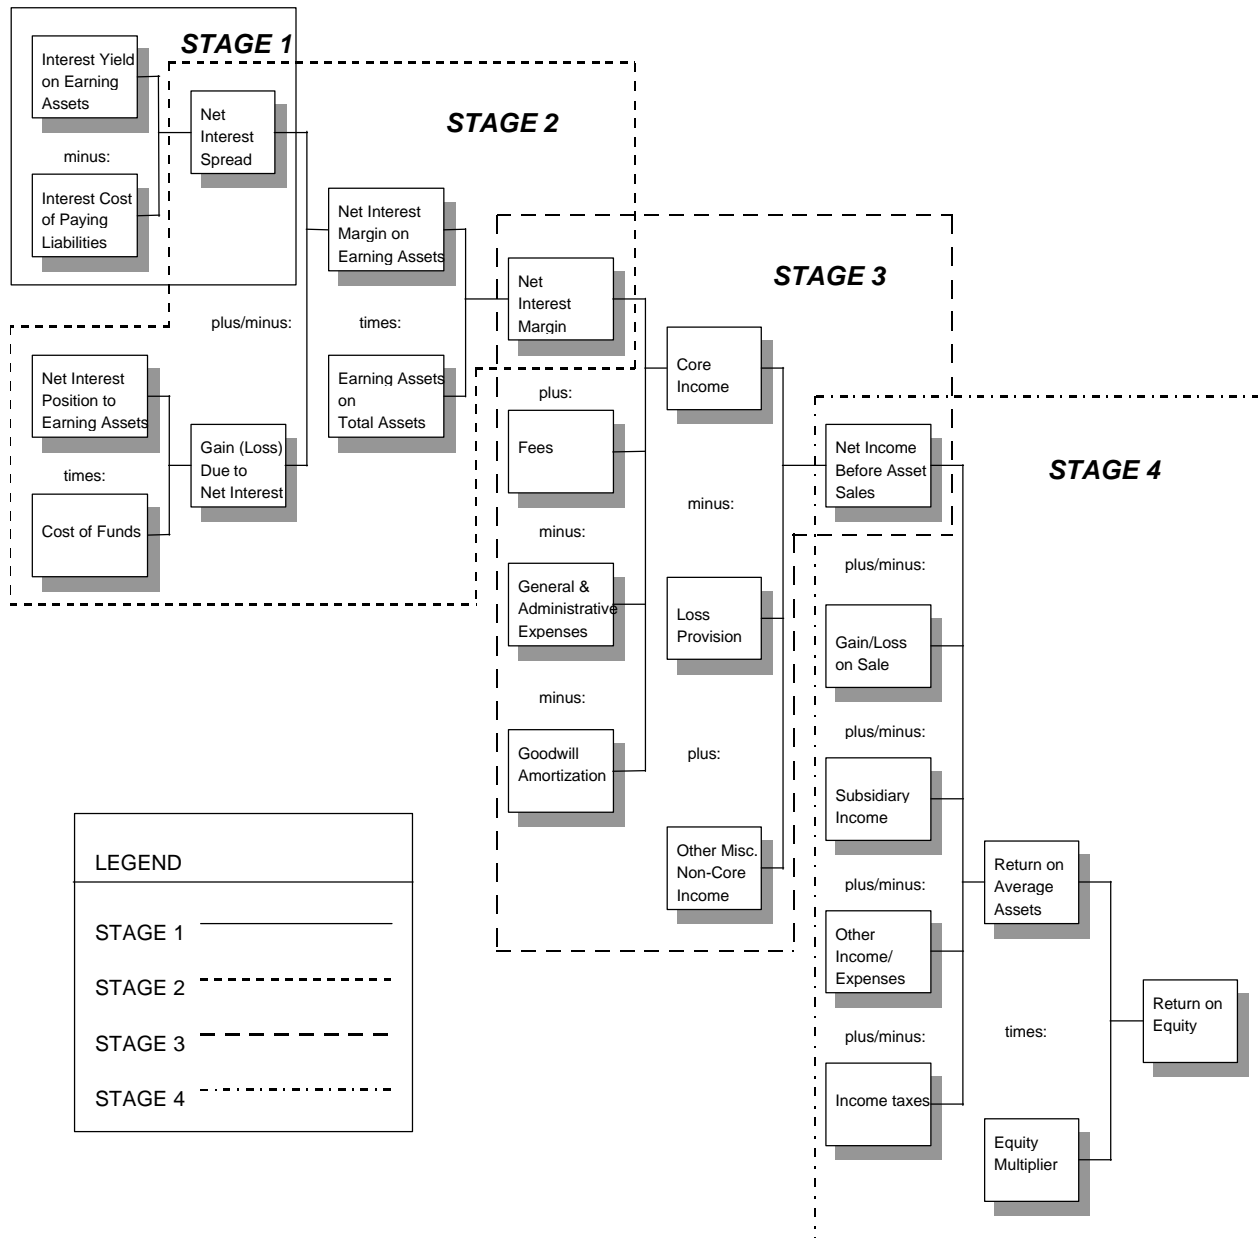 STAGE 1
Interest Yield
on Earning
Assets
minus:
Interest Cost
of Paying
Liabilities
Net
Interest
Spread
STAGE 2
plus/minus:
Net Interest
Position to
Earning Assets
times:
Cost of Funds
Gain (Loss)
Due to
Net Interest
Net Interest
Margin on
Earning Assets
times:
Earning Assets
on
Total Assets
STAGE 3
Net
Interest
Margin
plus:
Fees
minus:
General &
Administrative
Expenses
minus:
Goodwill
Amortization
Core
Income
minus:
Loss
Provision
plus:
Other Misc.
Non-Core
Income
STAGE 4
Net Income
Before Asset
Sales
plus/minus:
Gain/Loss
on Sale
plus/minus:
Subsidiary
Income
plus/minus:
Other
Income/
Expenses
plus/minus:
Income taxes
Return on
Average
Assets
times:
Equity
Multiplier
Return on
Equity
LEGEND
STAGE 1
STAGE 2
STAGE 3
STAGE 4